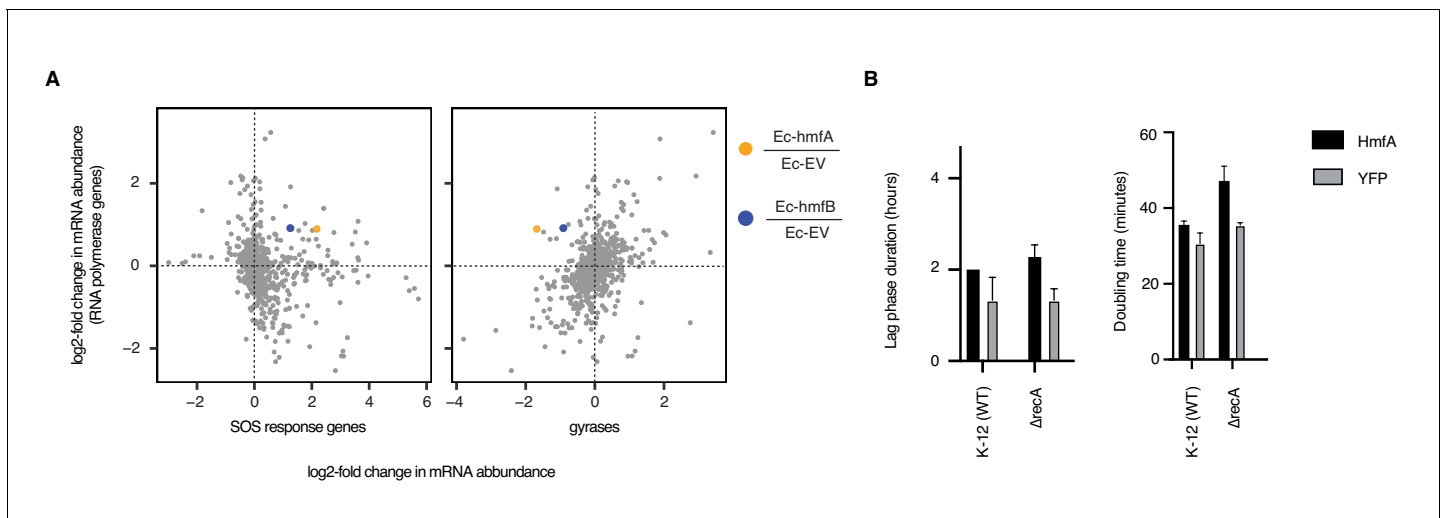 A
B
log2-fold change in mRNA abundance
(RNA polymerase genes)
2
0
−2
−2
0
2
4
6
SOS response genes
−4
−2
0
2
gyrases
log2-fold change in mRNA abbundance
Ec-hmfA
Ec-EV
Ec-hmfB
Ec-EV
Lag phase duration (hours)
4
2
0
K-12 (WT)
ΔrecA
Doubling time (minutes)
60
40
20
0
K-12 (WT)
ΔrecA
HmfA
YFP